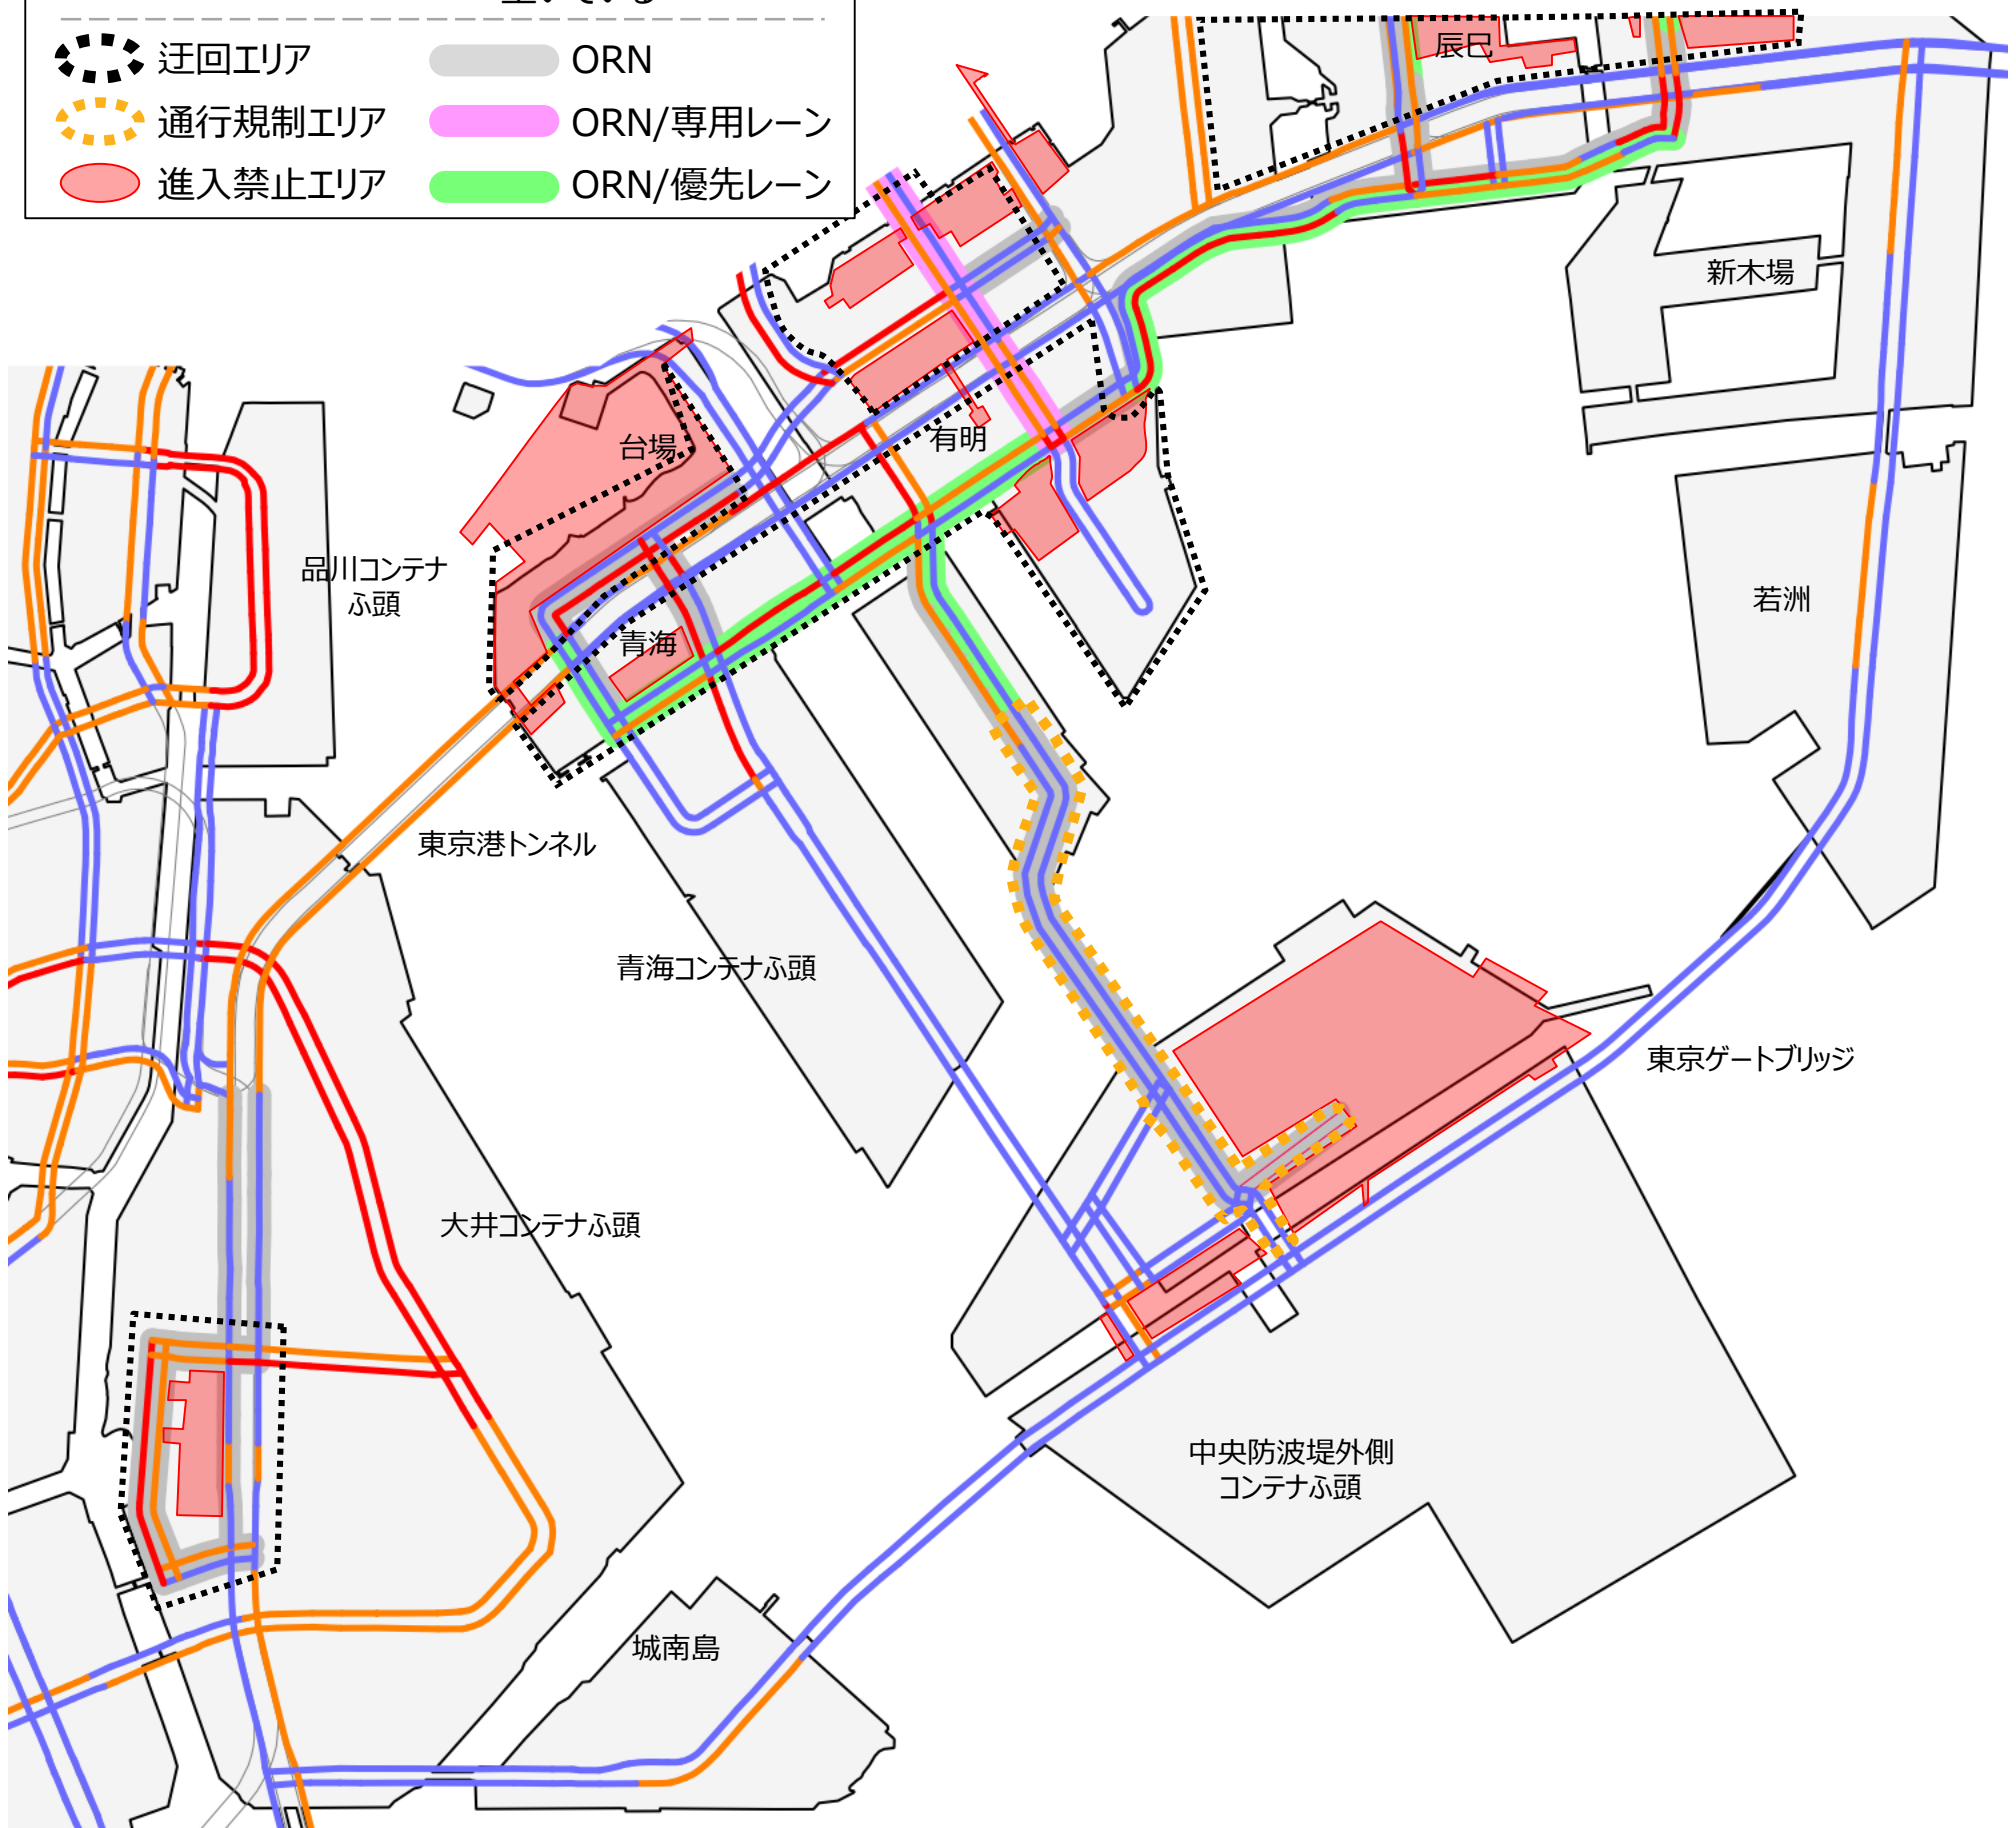 空いている
迂回エリア
ORN
通行規制エリア
ORN/専用レーン
進入禁止エリア
ORN/優先レーン
辰巳
新木場
有明
台場
品川コンテナ
ふ頭
青海
若洲
東京港トンネル
青海コンテナふ頭
東京ゲートブリッジ
大井コンテナふ頭
中央防波堤外側
コンテナふ頭
城南島